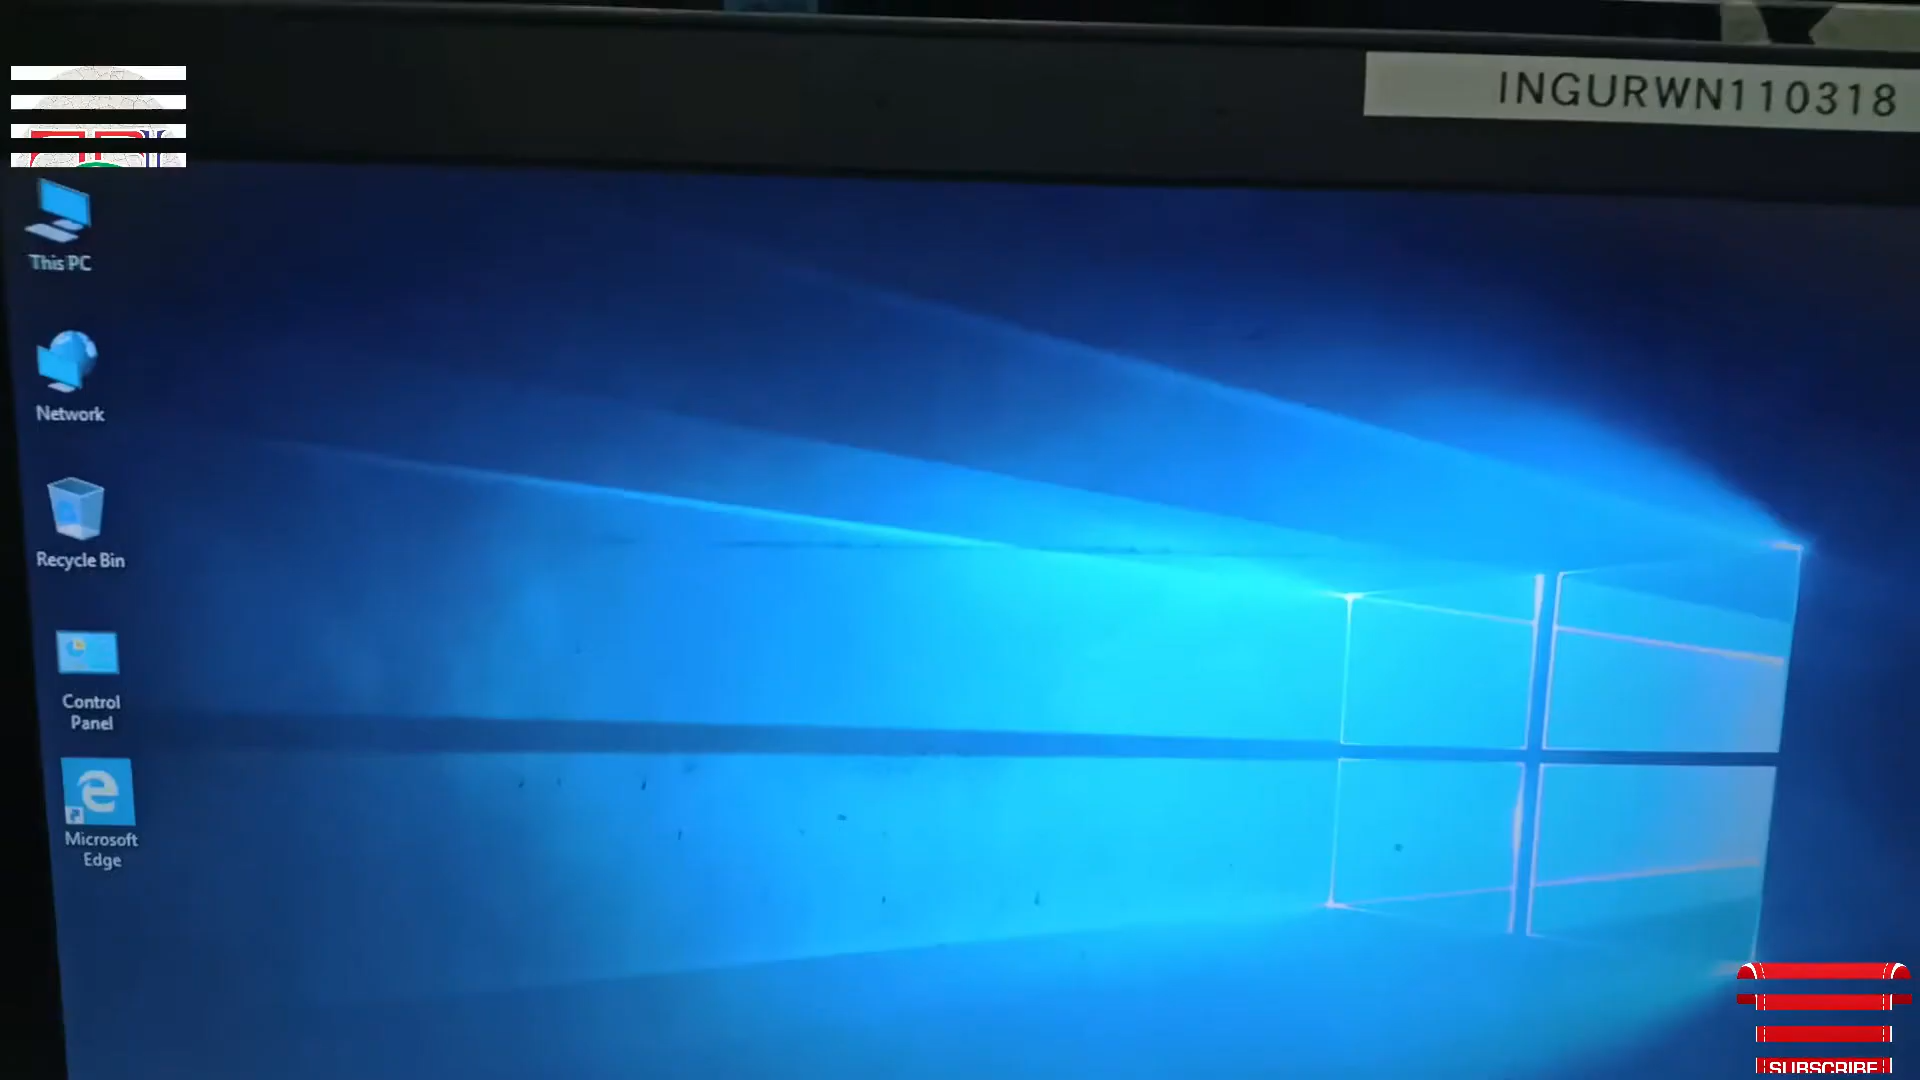 INGURWN110318
This PC
Network
Recycle Bin
Control
Panel
Microsoft
Edge
SUBSCRIBE